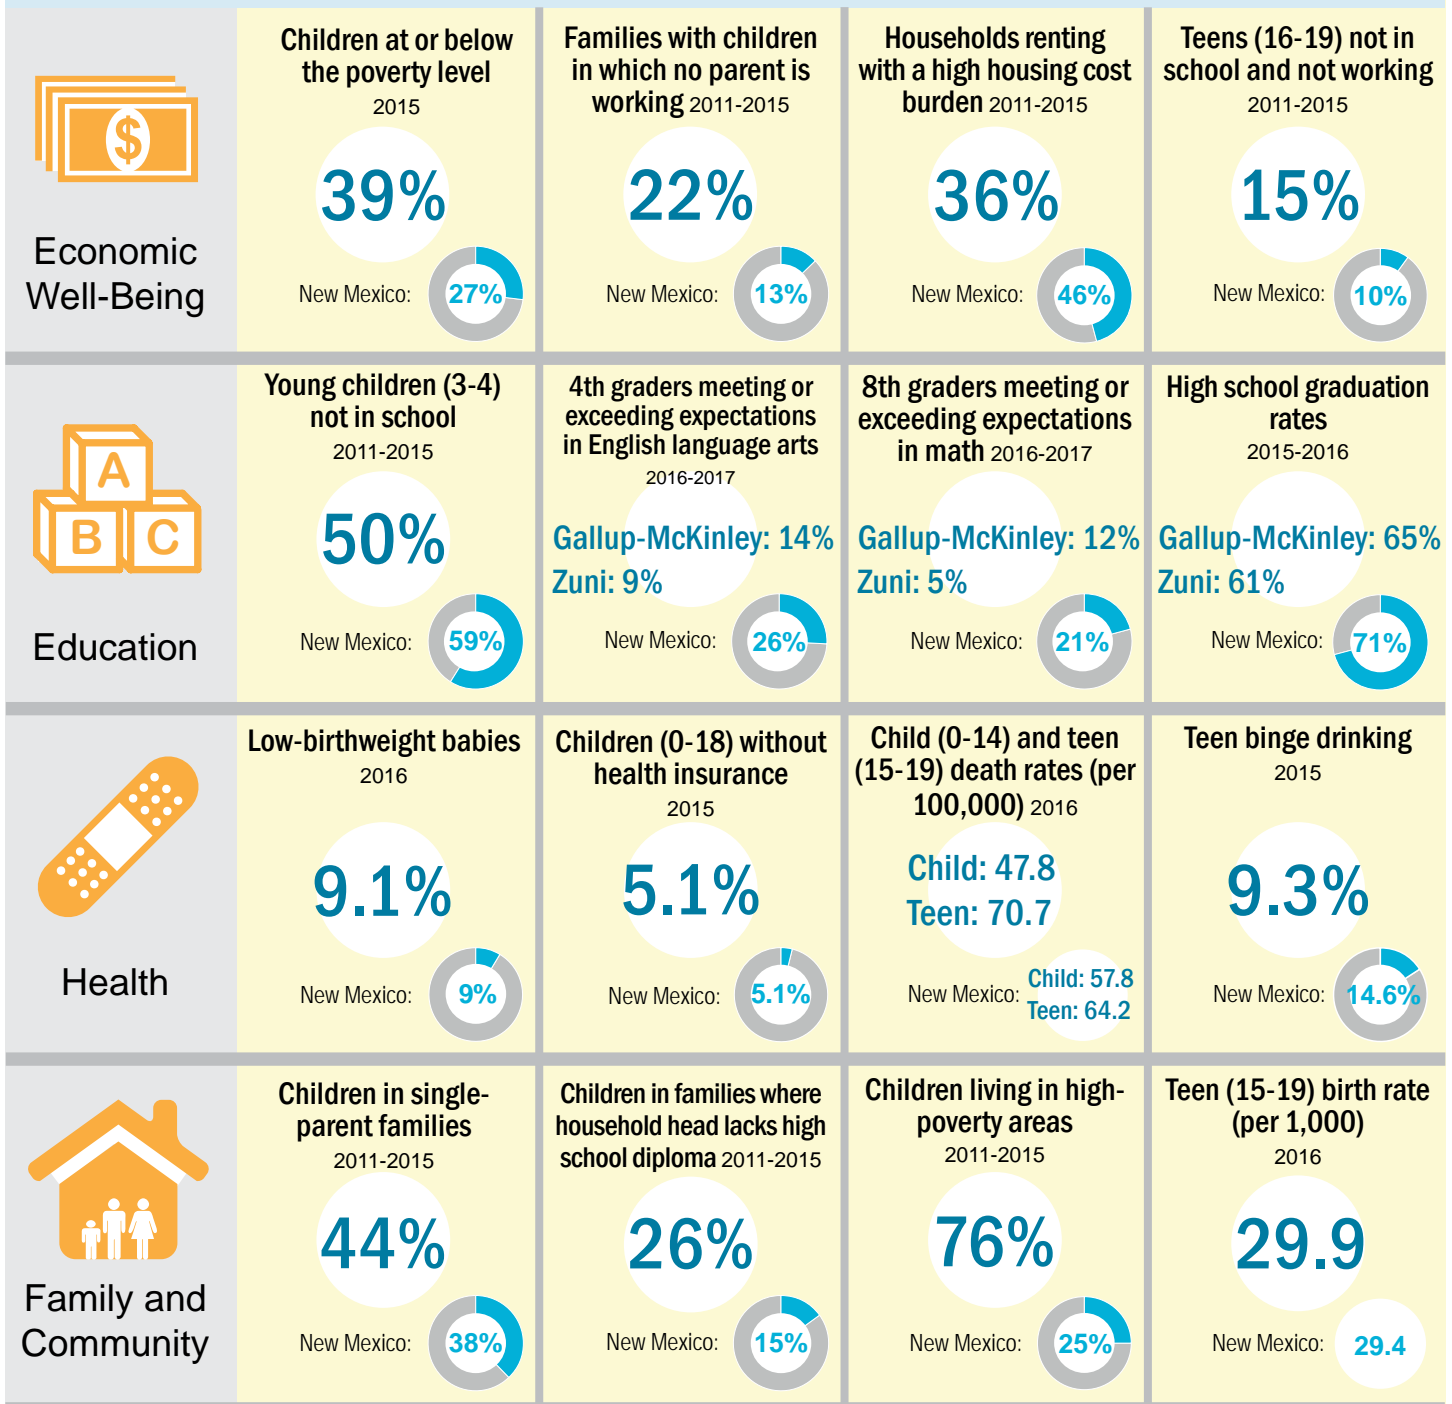 Economic
Well-Being
Children at or below
the poverty level
2015
39%
New Mexico: 27%
Families with children
in which no parent is
working 2011-2015
22%
New Mexico: 13%
Households renting
with a high housing cost
burden 2011-2015
36%
New Mexico: 46%
Teens (16-19) not in
school and not working
2011-2015
15%
New Mexico: 10%
A
B C
Education
Young children (3-4)
not in school
2011-2015
50%
New Mexico: 59%
4th graders meeting or
exceeding expectations
in English language arts
2016-2017
Gallup-McKinley: 14%
Zuni: 9%
New Mexico: 26%
8th graders meeting or
exceeding expectations
in math 2016-2017
Gallup-McKinley: 12%
Zuni: 5%
New Mexico: 21%
High school graduation
rates
2015-2016
Gallup-McKinley: 65%
Zuni: 61%
New Mexico: 71%
Health
Low-birthweight babies
2016
9.1%
New Mexico: 9%
Children (0-18) without
health insurance
2015
5.1%
New Mexico: 5.1%
Child (0-14) and teen
(15-19) death rates (per
100,000) 2016
Child: 47.8
Teen: 70.7
New Mexico: Child: 57.8
Teen: 64.2
Teen binge drinking
2015
9.3%
New Mexico: 14.6%
Family and
Community
Children in single-
parent families
2011-2015
44%
New Mexico: 38%
Children in families where
household head lacks high
school diploma 2011-2015
26%
New Mexico: 15%
Children living in high-
poverty areas
2011-2015
76%
New Mexico: 25%
Teen (15-19) birth rate
(per 1,000)
2016
29.9
New Mexico: 29.4
$